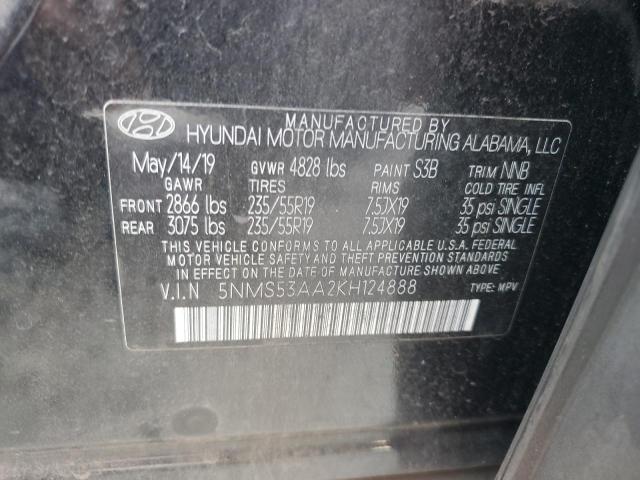 MANUFACTURED BY
HYUNDAI MOTOR MANUFACTURING ALABAMA, LLC
May/14/19 GVWR 4828 lbs PAINT S3B TRIM NNB
GAWR TIRES RIMS COLD TIRE INFL
FRONT 2866 lbs 235/55R19 7.5JX19 35 psi SINGLE
REAR 3075 lbs 235/55R19 7.5JX19 35 psi SINGLE
THIS VEHICLE CONFORMS TO ALL APPLICABLE U.S.A. FEDERAL
MOTOR VEHICLE SAFETY AND THEFT PREVENTION STANDARDS
IN EFFECT ON THE DATE OF MANUFACTURE SHOWN ABOVE.
V.I.N 5NMS53AA2KH124888 TYPE: MPV